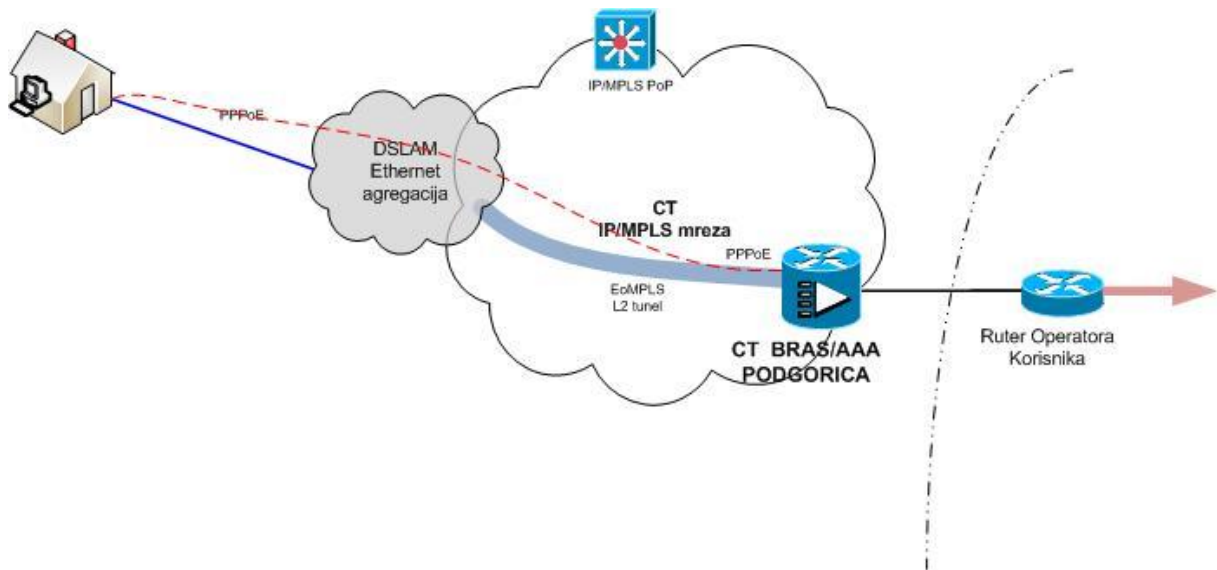 IP/MPLS PoP
PPPoE
DSLAM
Ethernet
agregacija
CT
IP/MPLS mreza
PPPoE
EoMPLS
L2 tunel
CT BRAS/AAA
PODGORICA
Ruter Operatora
Korisnika